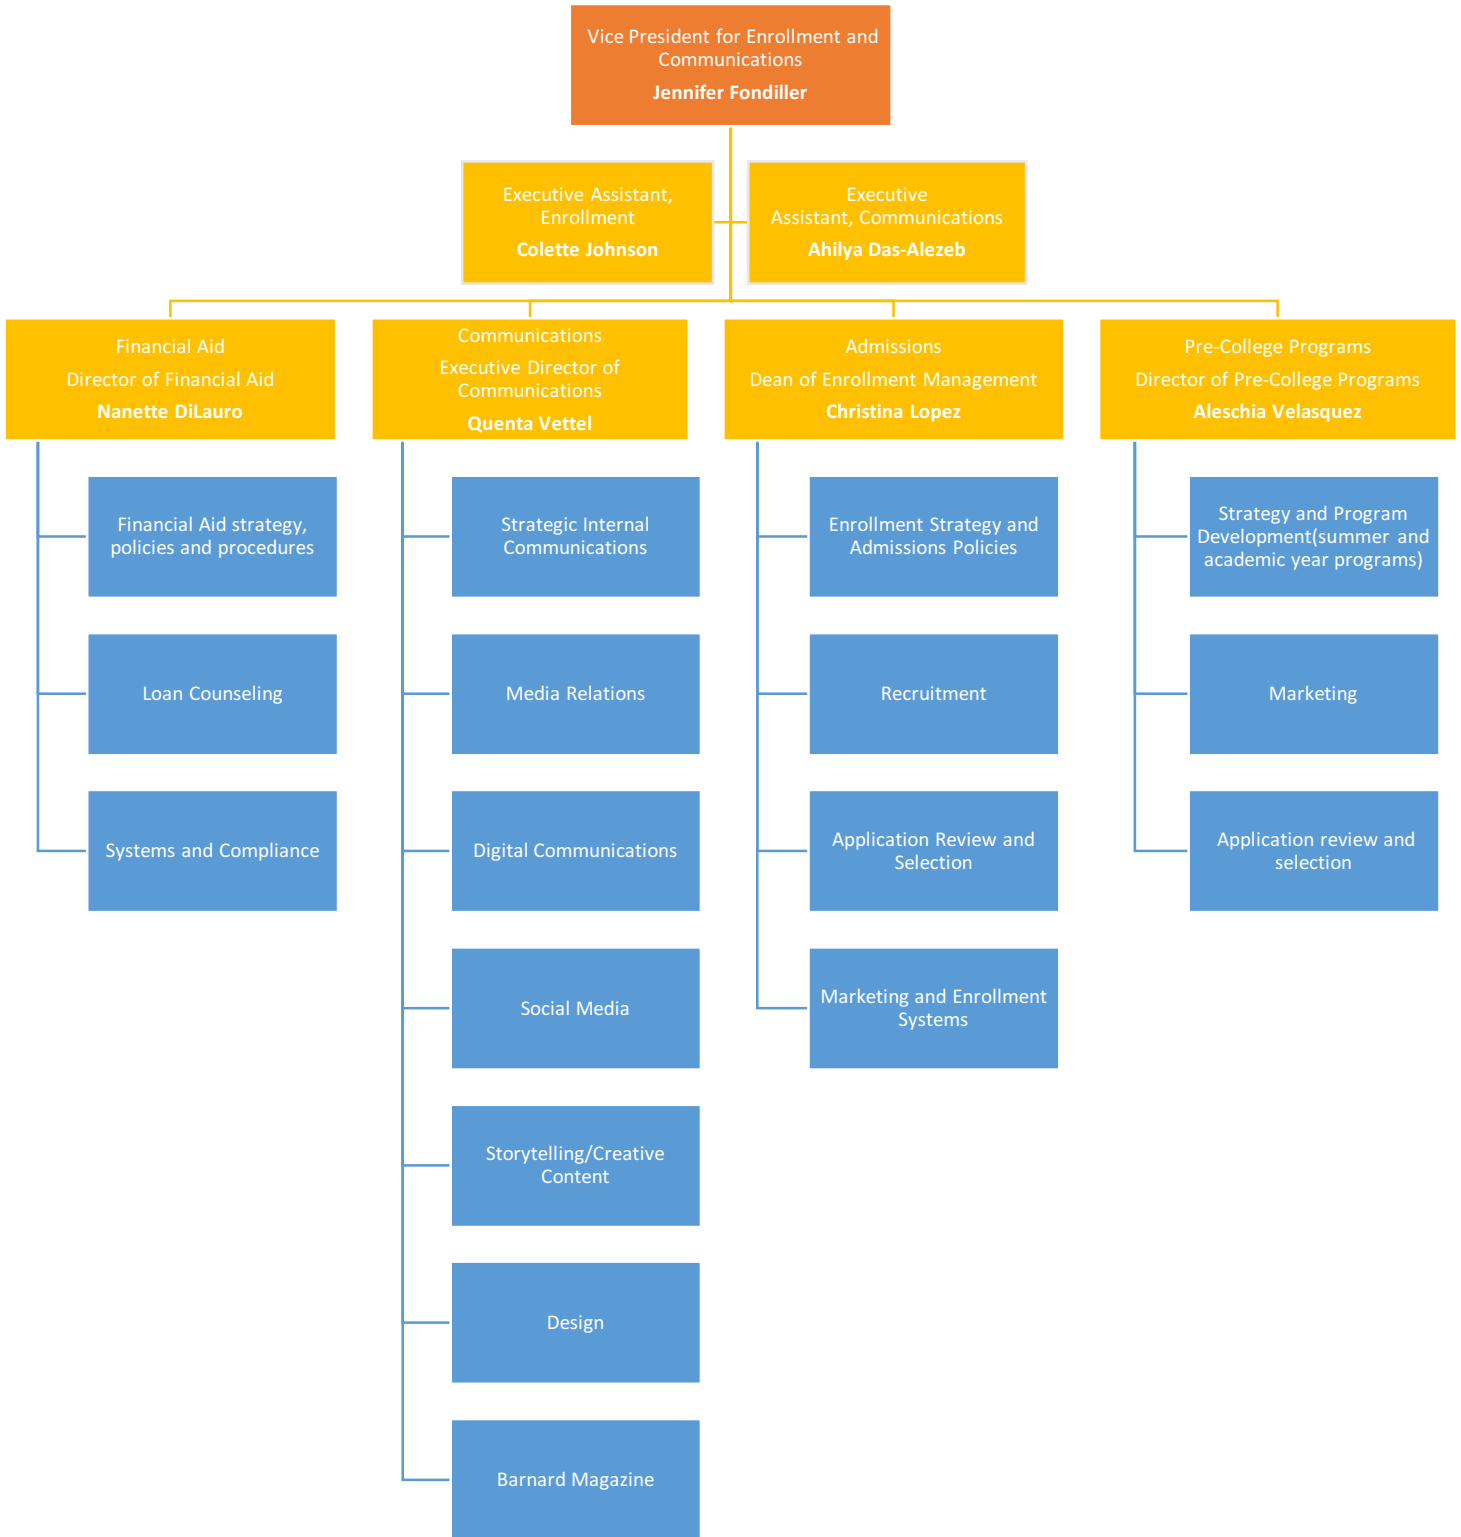 Vice President for Enrollment and
Communications
Jennifer Fondiller
Executive Assistant,
Enrollment
Colette Johnson
Executive
Assistant, Communications
Ahilya Das-Alezeb
Financial Aid
Director of Financial Aid
Nanette DiLauro
Communications
Executive Director of
Communications
Quenta Vettel
Admissions
Dean of Enrollment Management
Christina Lopez
Pre-College Programs
Director of Pre-College Programs
Aleschia Velasquez
Financial Aid strategy,
policies and procedures
Loan Counseling
Systems and Compliance
Strategic Internal
Communications
Media Relations
Digital Communications
Social Media
Storytelling/Creative
Content
Design
Barnard Magazine
Enrollment Strategy and
Admissions Policies
Recruitment
Application Review and
Selection
Marketing and Enrollment
Systems
Strategy and Program
Development(summer and
academic year programs)
Marketing
Application review and
selection